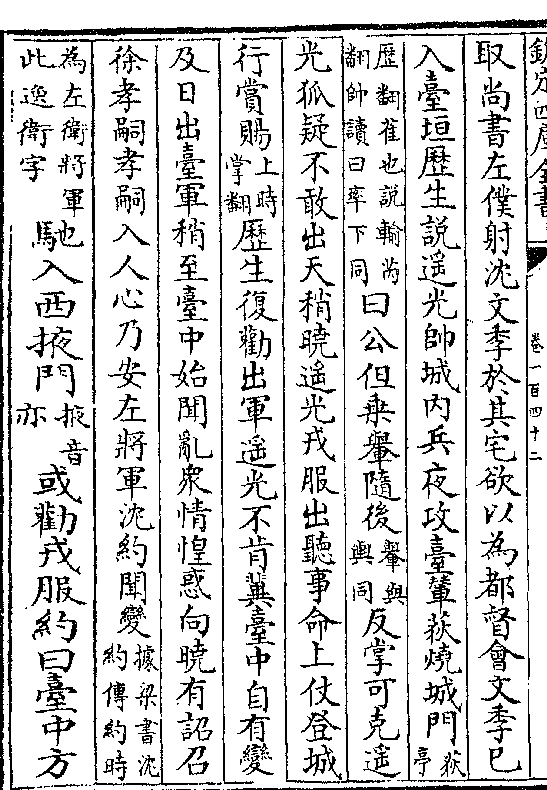 欽定四庫全書
卷一百四十二
取尚書左僕射沈文季於其宅欲以為都督會文季已
入臺垣歷生說遥光帥城内兵夜攻臺輦荻燒城門荻亭
歷翻雈也說輸芮翻帥讀曰率下同曰公但乗轝隨後轝與輿同反掌可克遥
光狐疑不敢出天稍曉遥光戎服出聽事命上仗登城
行賞賜上時掌翻歷生復勸出軍遥光不肯冀臺中自有變
及日出臺軍稍至臺中始聞亂衆情惶惑向曉有詔召
徐孝嗣孝嗣入人心乃安左將軍沈約聞變據梁書沈約傳約時
為左衛將軍此逸衛字馳入西掖門掖音亦或勸戎服約曰臺中方